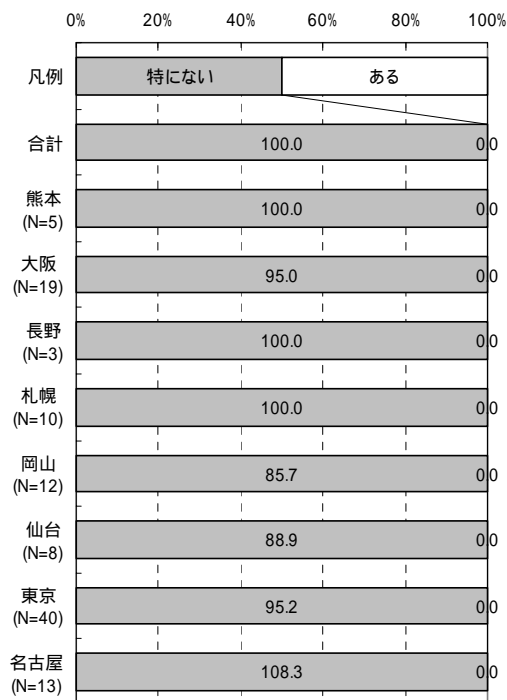 0% 20% 40% 60% 80% 100%
凡例 特にない ある
合計 100.0 0.0
熊本
(N=5) 100.0 0.0
大阪
(N=19) 95.0 0.0
長野
(N=3) 100.0 0.0
札幌
(N=10) 100.0 0.0
岡山
(N=12) 85.7 0.0
仙台
(N=8) 88.9 0.0
東京
(N=40) 95.2 0.0
名古屋
(N=13) 108.3 0.0